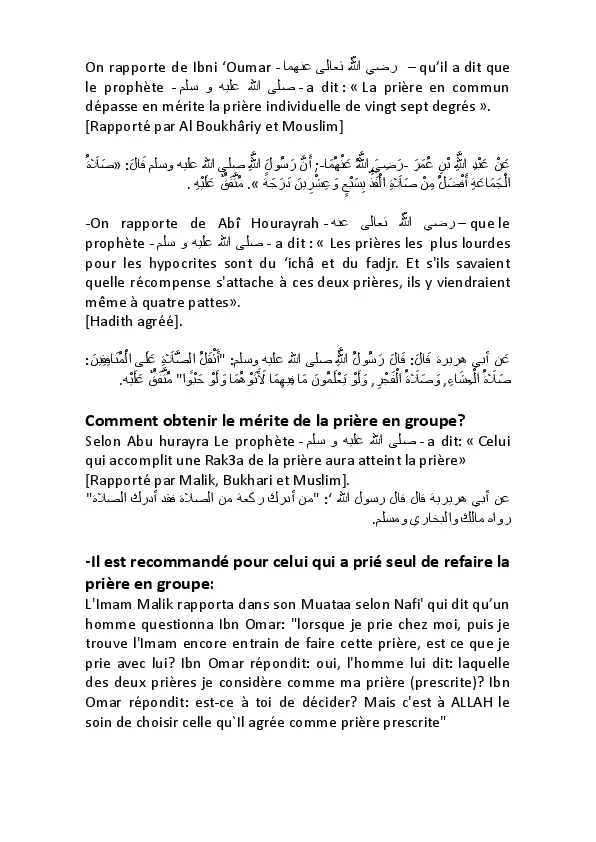 On rapporte de Ibni ‘Oumar - رضي الله تعالى عنهما – qu’il a dit que
le prophète - صلى الله عليه و سلم - a dit : « La prière en commun
dépasse en mérite la prière individuelle de vingt sept degrés ».
[Rapporté par Al Boukhâriy et Mouslim]
عَنْ عَبْدِ اللَّهِ بْنِ عُمَرَ -رَضِيَ اللَّهُ عَنْهُمَا-; أَنَّ رَسُولَ اللَّهِ صلى الله عليه وسلم قَالَ: «صَلَاةُ
الْجَمَاعَةِ أَفْضَلُ مِنْ صَلَاةِ الْفَذِّ بِسَبْعٍ وَعِشْرِينَ دَرَجَةً ». مُتَّفَقٌ عَلَيْهِ .
-On rapporte de Abî Hourayrah - رضي الله تعالى عنه – que le
prophète - صلى الله عليه و سلم - a dit : « Les prières les plus lourdes
pour les hypocrites sont du ‘ichâ et du fadjr. Et s'ils savaient
quelle récompense s'attache à ces deux prières, ils y viendraient
même à quatre pattes».
[Hadith agréé].
عَن أبي هريرة قَالَ: قَالَ رَسُولُ اللَّهِ صلى الله عليه وسلم: "أَثْقَلُ الصَّلَاةِ عَلَى الْمُنَافِقِينَ:
صَلَاةُ الْعِشَاءِ, وَصَلَاةُ الْفَجْرِ, وَلَوْ يَعْلَمُونَ مَا فِيهِمَا لَأَتَوْهُمَا وَلَوْ حَبْوًا" مُتَّفَقٌ عَلَيْهِ.
Comment obtenir le mérite de la prière en groupe?
Selon Abu hurayra Le prophète - صلى الله عليه و سلم - a dit: « Celui
qui accomplit une Rak3a de la prière aura atteint la prière»
[Rapporté par Malik, Bukhari et Muslim].
عن أبي هريرية قال قال رسول الله ‘: "من أدرك ركعة من الصلاة فقد أدرك الصلاة"
رواه مالك والبخاري ومسلم.
-Il est recommandé pour celui qui a prié seul de refaire la
prière en groupe:
L'Imam Malik rapporta dans son Muataa selon Nafi' qui dit qu’un
homme questionna Ibn Omar: "lorsque je prie chez moi, puis je
trouve l'Imam encore entrain de faire cette prière, est ce que je
prie avec lui? Ibn Omar répondit: oui, l'homme lui dit: laquelle
des deux prières je considère comme ma prière (prescrite)? Ibn
Omar répondit: est-ce à toi de décider? Mais c'est à ALLAH le
soin de choisir celle qu`Il agrée comme prière prescrite"